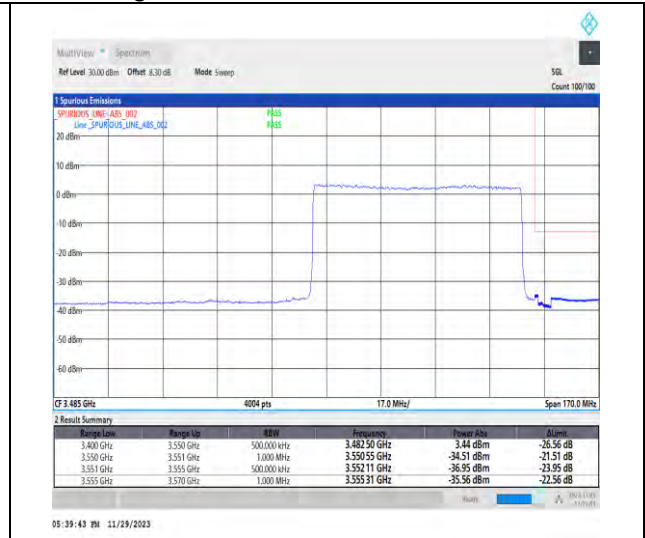 MultiView Spectrum
Ref Level 30.00 dBm Offset 8.30 dB Mode Sweep SGL
Count 100/100
1 Spurious Emissions
SPURIOUS_LINE_ABS_002 PASS
Line _SPURIOUS_LINE_ABS_002 PASS
20 dBm
10 dBm
0 dBm
-10 dBm
-20 dBm
-30 dBm
-40 dBm
-50 dBm
-60 dBm
CF 3.485 GHz 4004 pts 17.0 MHz/ Span 170.0 MHz
2 Result Summary
Range Low Range Up RBW Frequency Power Abs ΔLimit
3.400 GHz 3.550 GHz 500.000 kHz 3.482 50 GHz 3.44 dBm -26.56 dB
3.550 GHz 3.551 GHz 1.000 MHz 3.550 55 GHz -34.51 dBm -21.51 dB
3.551 GHz 3.555 GHz 500.000 kHz 3.552 11 GHz -36.95 dBm -23.95 dB
3.555 GHz 3.570 GHz 1.000 MHz 3.555 31 GHz -35.56 dBm -22.56 dB
05:39:43 PM 11/29/2023